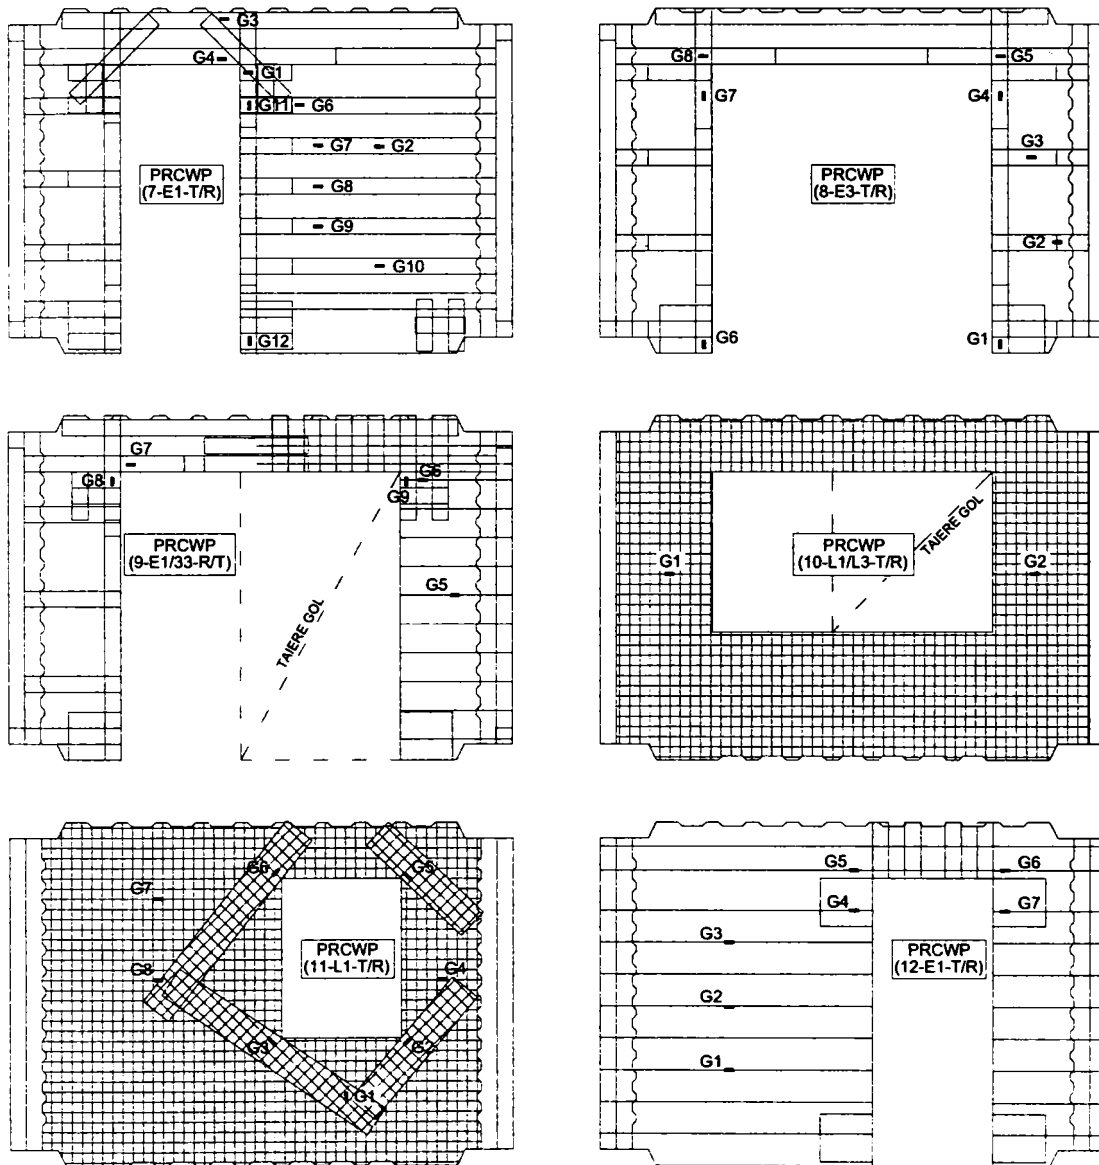 G3
G4
G1
G11
G6
G7
G2
PRCWP
(7-E1-T/R)
G8
G9
G10
G12
G8
G5
G7
G4
G3
PRCWP
(8-E3-T/R)
G2
G6
G1
G7
G8
G6
G9
PRCWP
(9-E1/33-R/T)
G5
TAIERE GOL
TAIERE GOL
PRCWP
(10-L1/L3-T/R)
G1
G2
G6
G5
G7
PRCWP
(11-L1-T/R)
G8
G4
G3
G2
G1
G5
G6
G4
G7
G3
PRCWP
(12-E1-T/R)
G2
G1